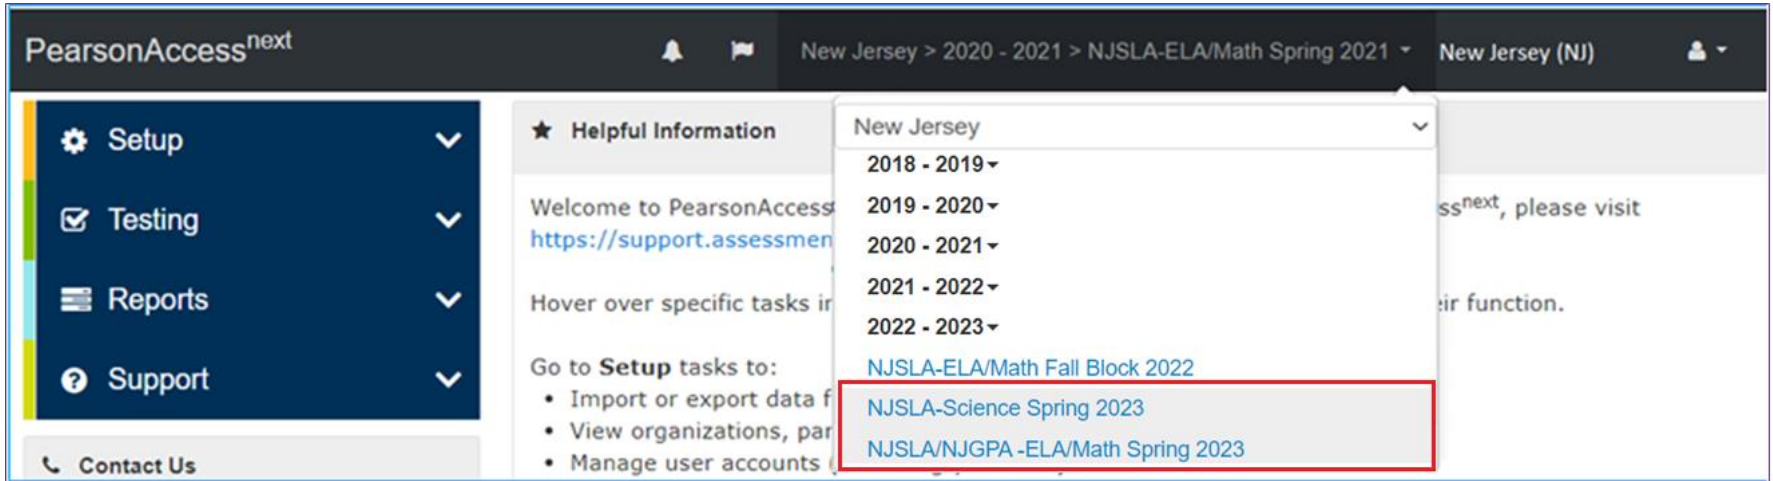 PearsonAccessnext
New Jersey > 2020 - 2021 > NJSLA-ELA/Math Spring 2021
New Jersey (NJ)
Setup
Testing
Reports
Support
Contact Us
Helpful Information
Welcome to PearsonAccess
ssnext, please visit
https://support.assessmen
Hover over specific tasks
eir function.
Go to Setup tasks to:
• Import or export data
• View organizations,
• Manage user accounts
New Jersey
2018 - 2019
2019 - 2020
2020 - 2021
2021 - 2022
2022 - 2023
NJSLA-ELA/Math Fall Block 2022
NJSLA-Science Spring 2023
NJSLA/NJGPA -ELA/Math Spring 2023